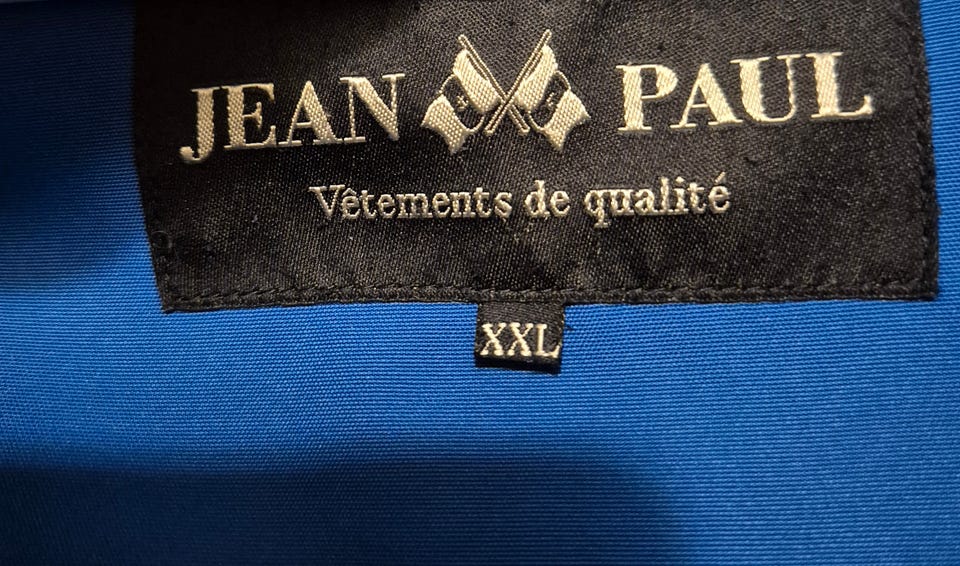 JEAN PAUL
Vêtements de qualité
XXL